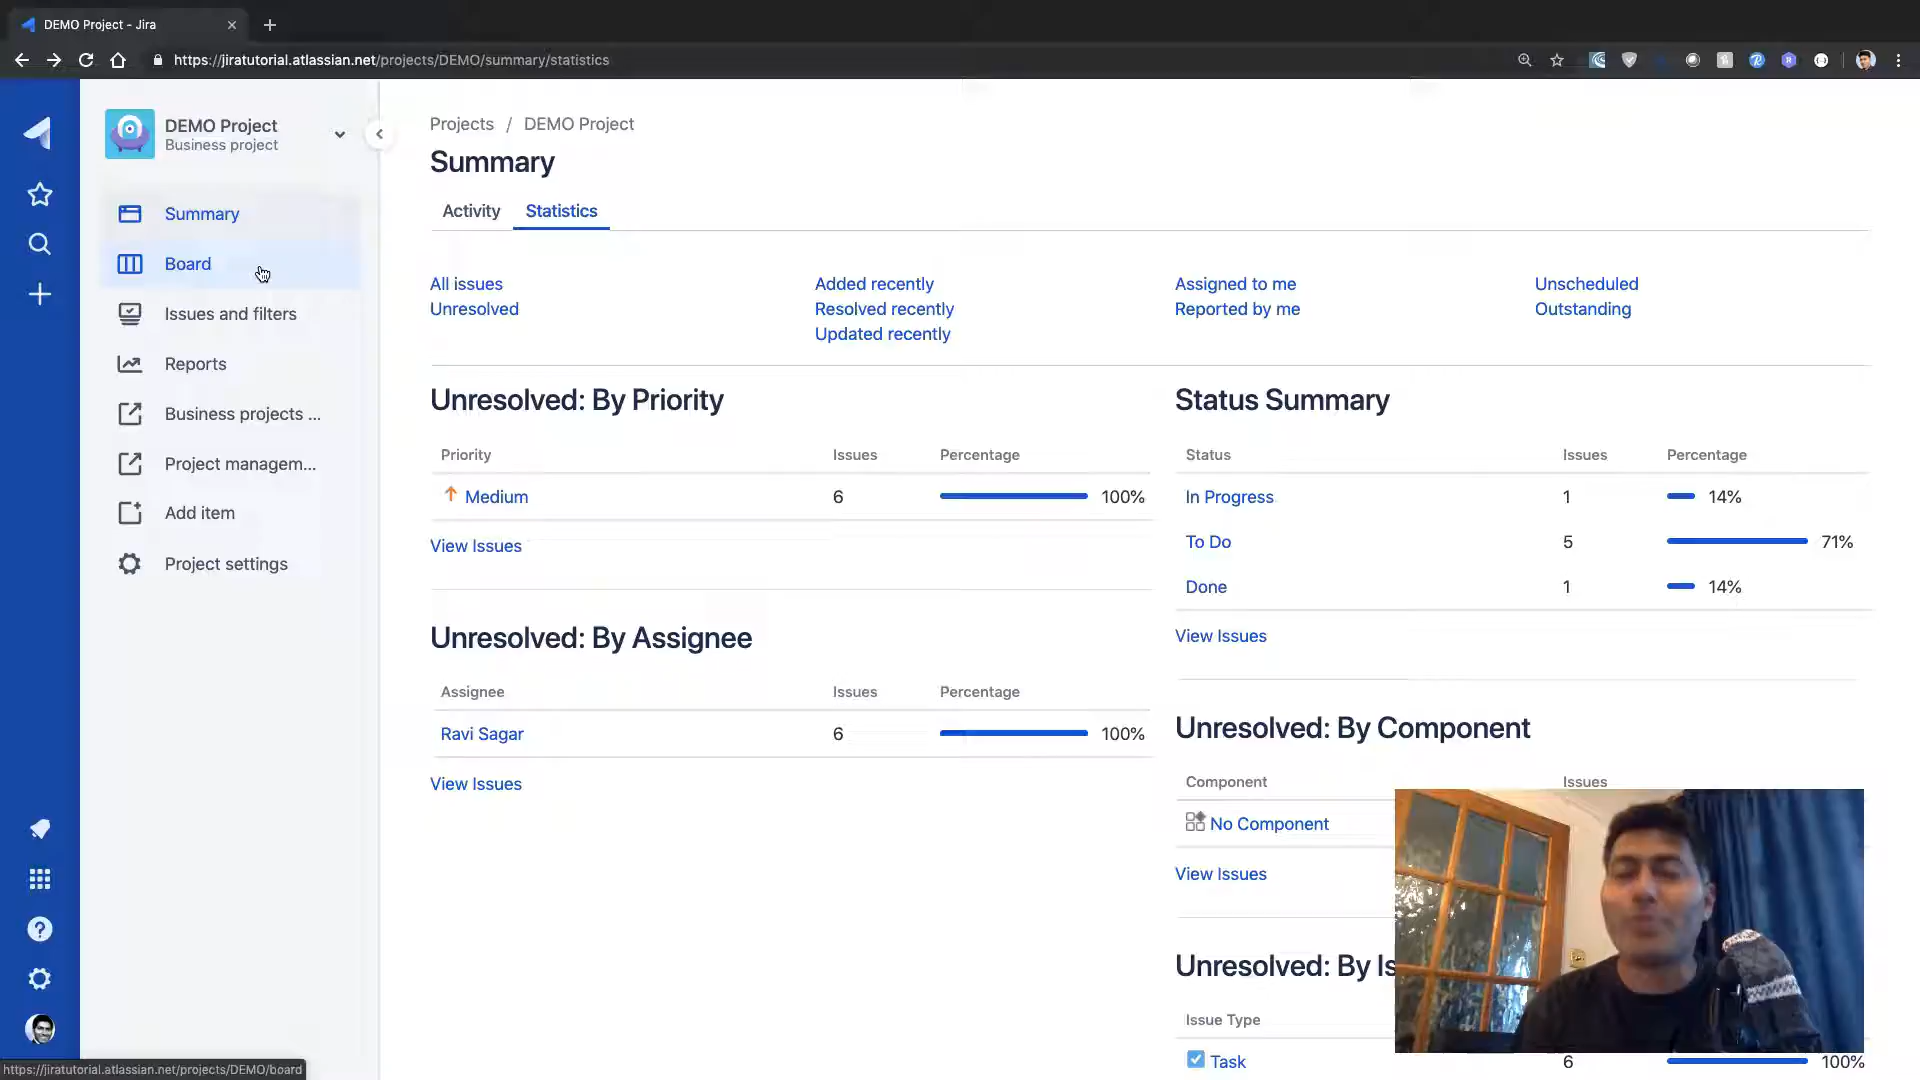 DEMO Project - Jira
https://jiratutorial.atlassian.net/projects/DEMO/summary/statistics
DEMO Project
Business project
Summary
Board
Issues and filters
Reports
Business projects ...
Project managem...
Add item
Project settings
Projects / DEMO Project
Summary
Activity Statistics
All issues Added recently Assigned to me Unscheduled
Unresolved Resolved recently Reported by me Outstanding
Updated recently
Unresolved: By Priority
Priority Issues Percentage
Medium 6 100%
View Issues
Unresolved: By Assignee
Assignee Issues Percentage
Ravi Sagar 6 100%
View Issues
Status Summary
Status Issues Percentage
In Progress 1 14%
To Do 5 71%
Done 1 14%
View Issues
Unresolved: By Component
Component Issues
No Component
View Issues
Unresolved: By Is
Issue Type
Task 6 100%
https://jiratutorial.atlassian.net/projects/DEMO/board